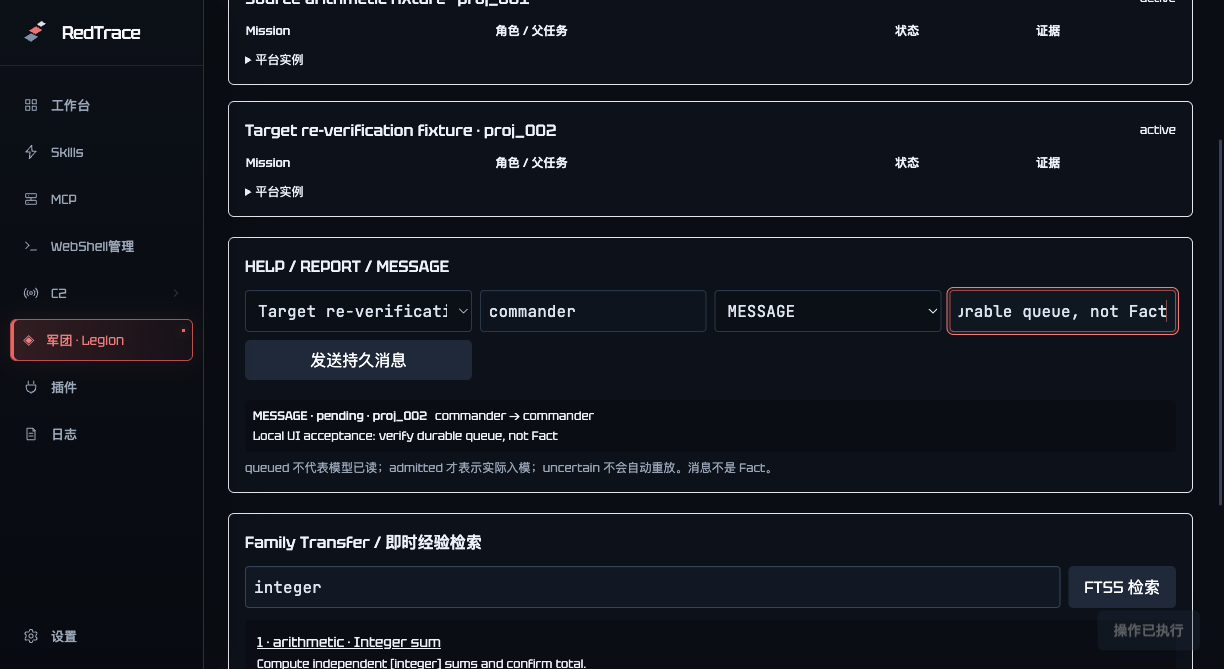 RedTrace
工作台
Skills
MCP
WebShell管理
C2
军团 · Legion
插件
日志
设置
Source arithmetic fixture · proj_001
active
Mission 角色 / 父任务 状态 证据
平台实例
Target re-verification fixture · proj_002
active
Mission 角色 / 父任务 状态 证据
平台实例
HELP / REPORT / MESSAGE
Target re-verificati commander MESSAGE urable queue, not Fact
发送持久消息
MESSAGE · pending · proj_002 commander → commander
Local UI acceptance: verify durable queue, not Fact
queued 不代表模型已读；admitted 才表示实际入模；uncertain 不会自动重放。消息不是 Fact。
Family Transfer / 即时经验检索
integer FTS5 检索
操作已执行
1 · arithmetic · Integer sum
Compute independent [integer] sums and confirm total.